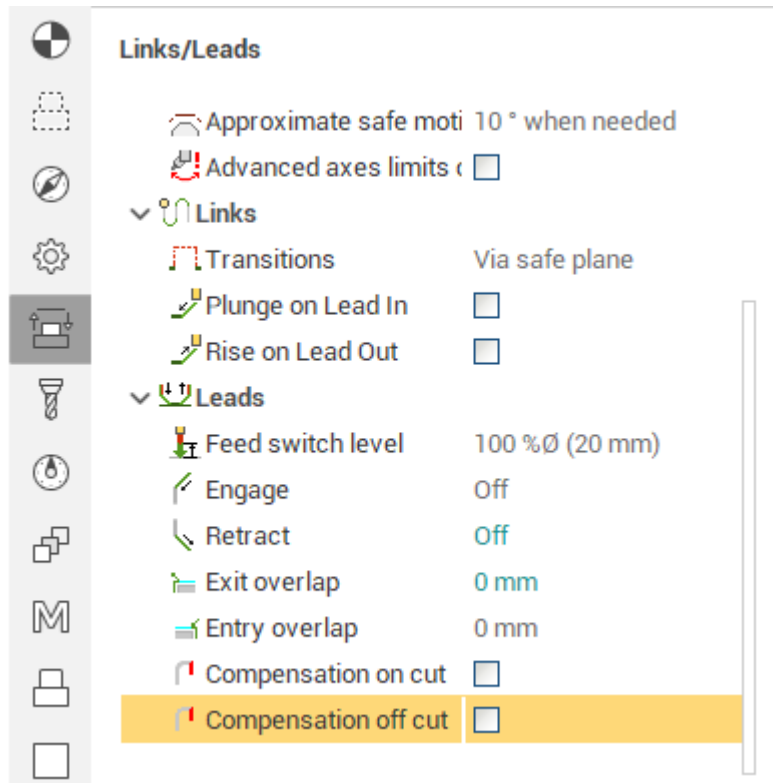 Links/Leads
Approximate safe moti 10 ° when needed
Advanced axes limits c
Links
Transitions Via safe plane
Plunge on Lead In
Rise on Lead Out
Leads
Feed switch level 100 %Ø (20 mm)
Engage Off
Retract Off
Exit overlap 0 mm
Entry overlap 0 mm
Compensation on cut
Compensation off cut